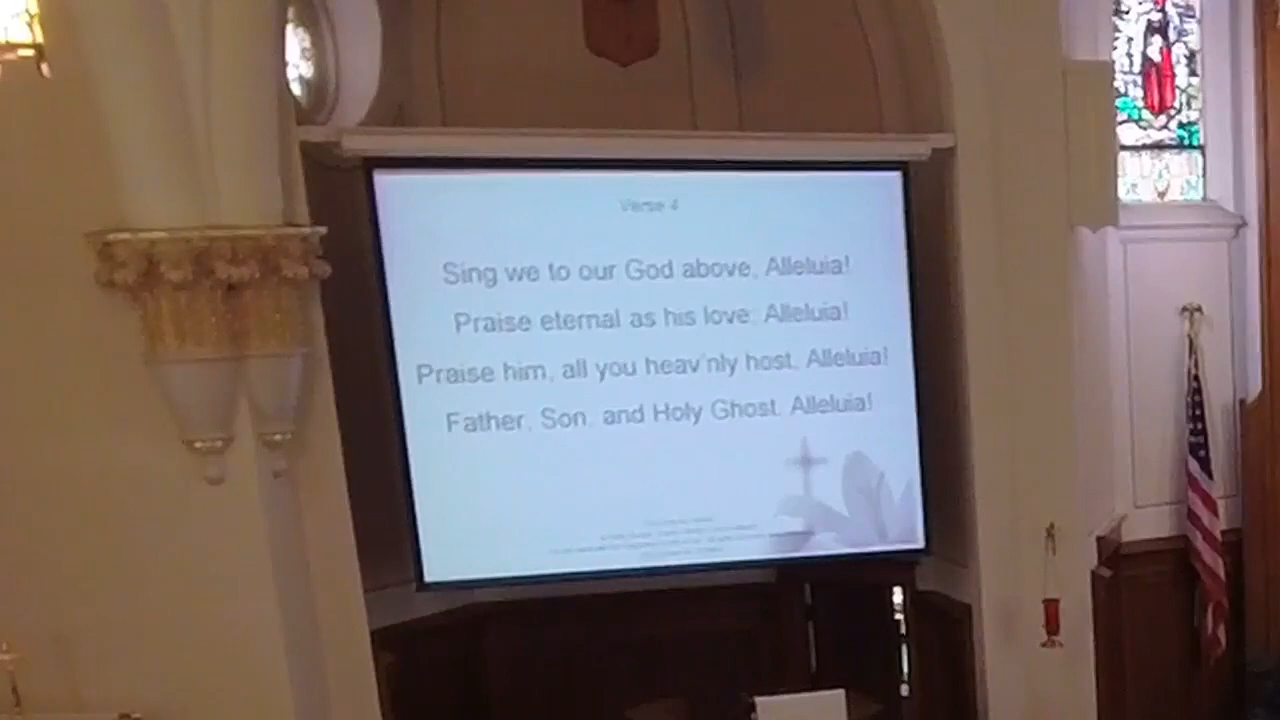 Verse 4
Sing we to our God above, Alleluia!
Praise eternal as his love: Alleluia!
Praise him, all you heav'nly host, Alleluia!
Father, Son, and Holy Ghost, Alleluia!